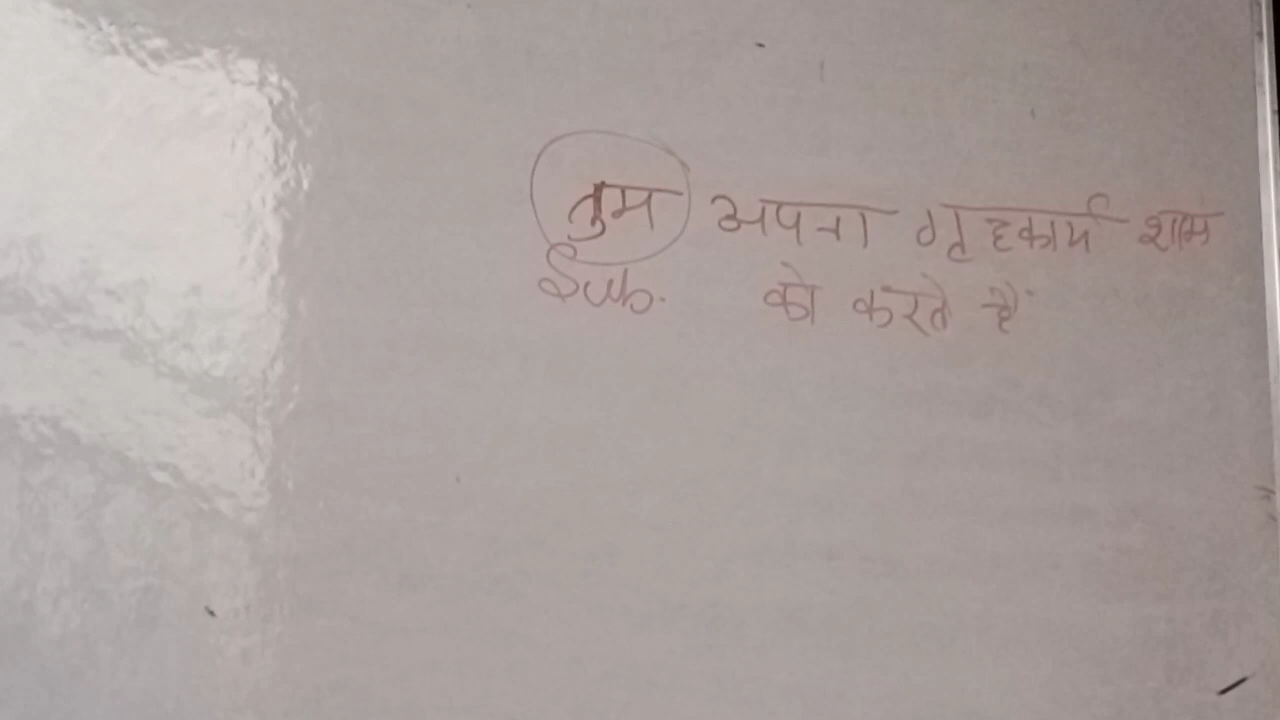 तुम अपना गृहकार्य शाम
Sub. को करते हैं